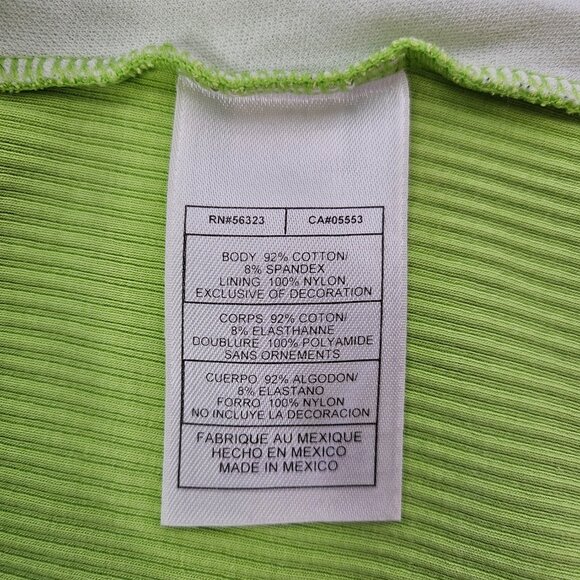 RN#56323 CA#05553
BODY 92% COTTON/
8% SPANDEX
LINING 100% NYLON,
EXCLUSIVE OF DECORATION
CORPS 92% COTON/
8% ELASTHANNE
DOUBLURE 100% POLYAMIDE
SANS ORNEMENTS
CUERPO 92% ALGODON/
8% ELASTANO
FORRO 100% NYLON
NO INCLUYE LA DECORACION
FABRIQUE AU MEXIQUE
HECHO EN MEXICO
MADE IN MEXICO